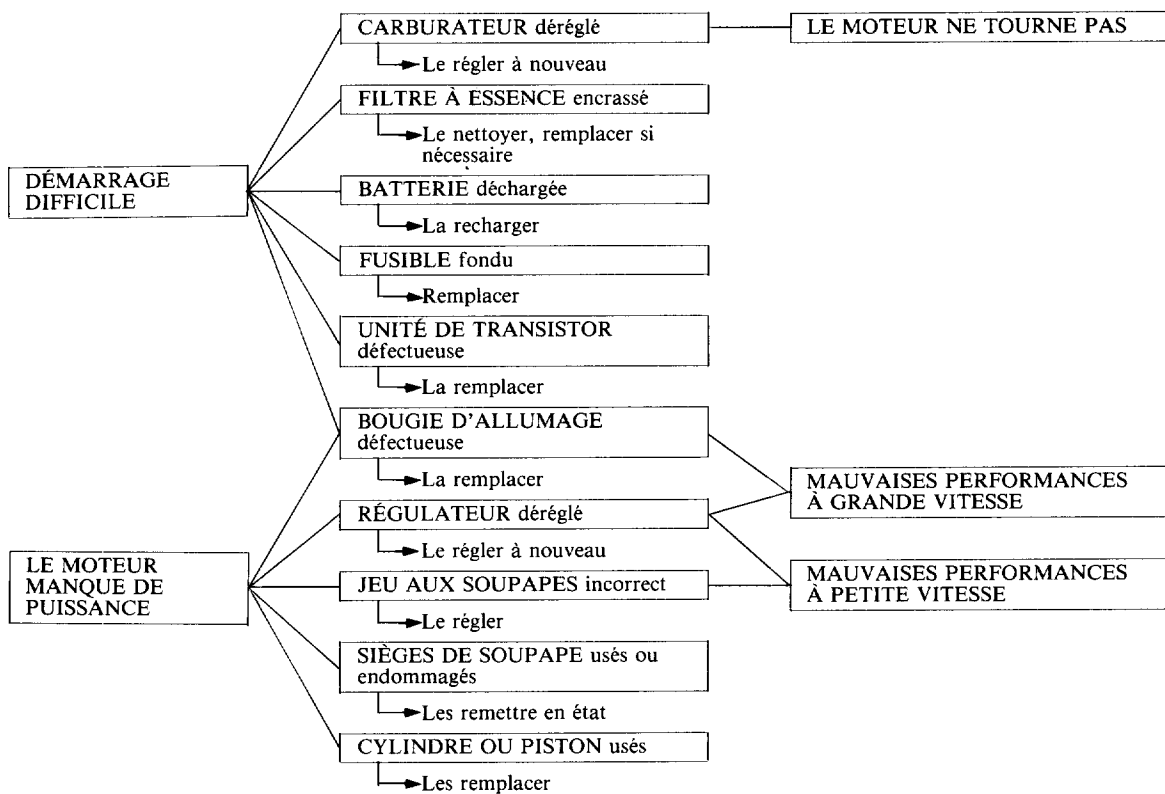 CARBURATEUR déréglé
LE MOTEUR NE TOURNE PAS
Le régler à nouveau
FILTRE À ESSENCE encrassé
Le nettoyer, remplacer si
nécessaire
DÉMARRAGE
DIFFICILE
BATTERIE déchargée
La recharger
FUSIBLE fondu
Remplacer
UNITÉ DE TRANSISTOR
défectueuse
La remplacer
BOUGIE D'ALLUMAGE
défectueuse
La remplacer
MAUVAISES PERFORMANCES
À GRANDE VITESSE
RÉGULATEUR déréglé
Le régler à nouveau
LE MOTEUR
MANQUE DE
PUISSANCE
JEU AUX SOUPAPES incorrect
MAUVAISES PERFORMANCES
À PETITE VITESSE
Le régler
SIÈGES DE SOUPAPE usés ou
endommagés
Les remettre en état
CYLINDRE OU PISTON usés
Les remplacer